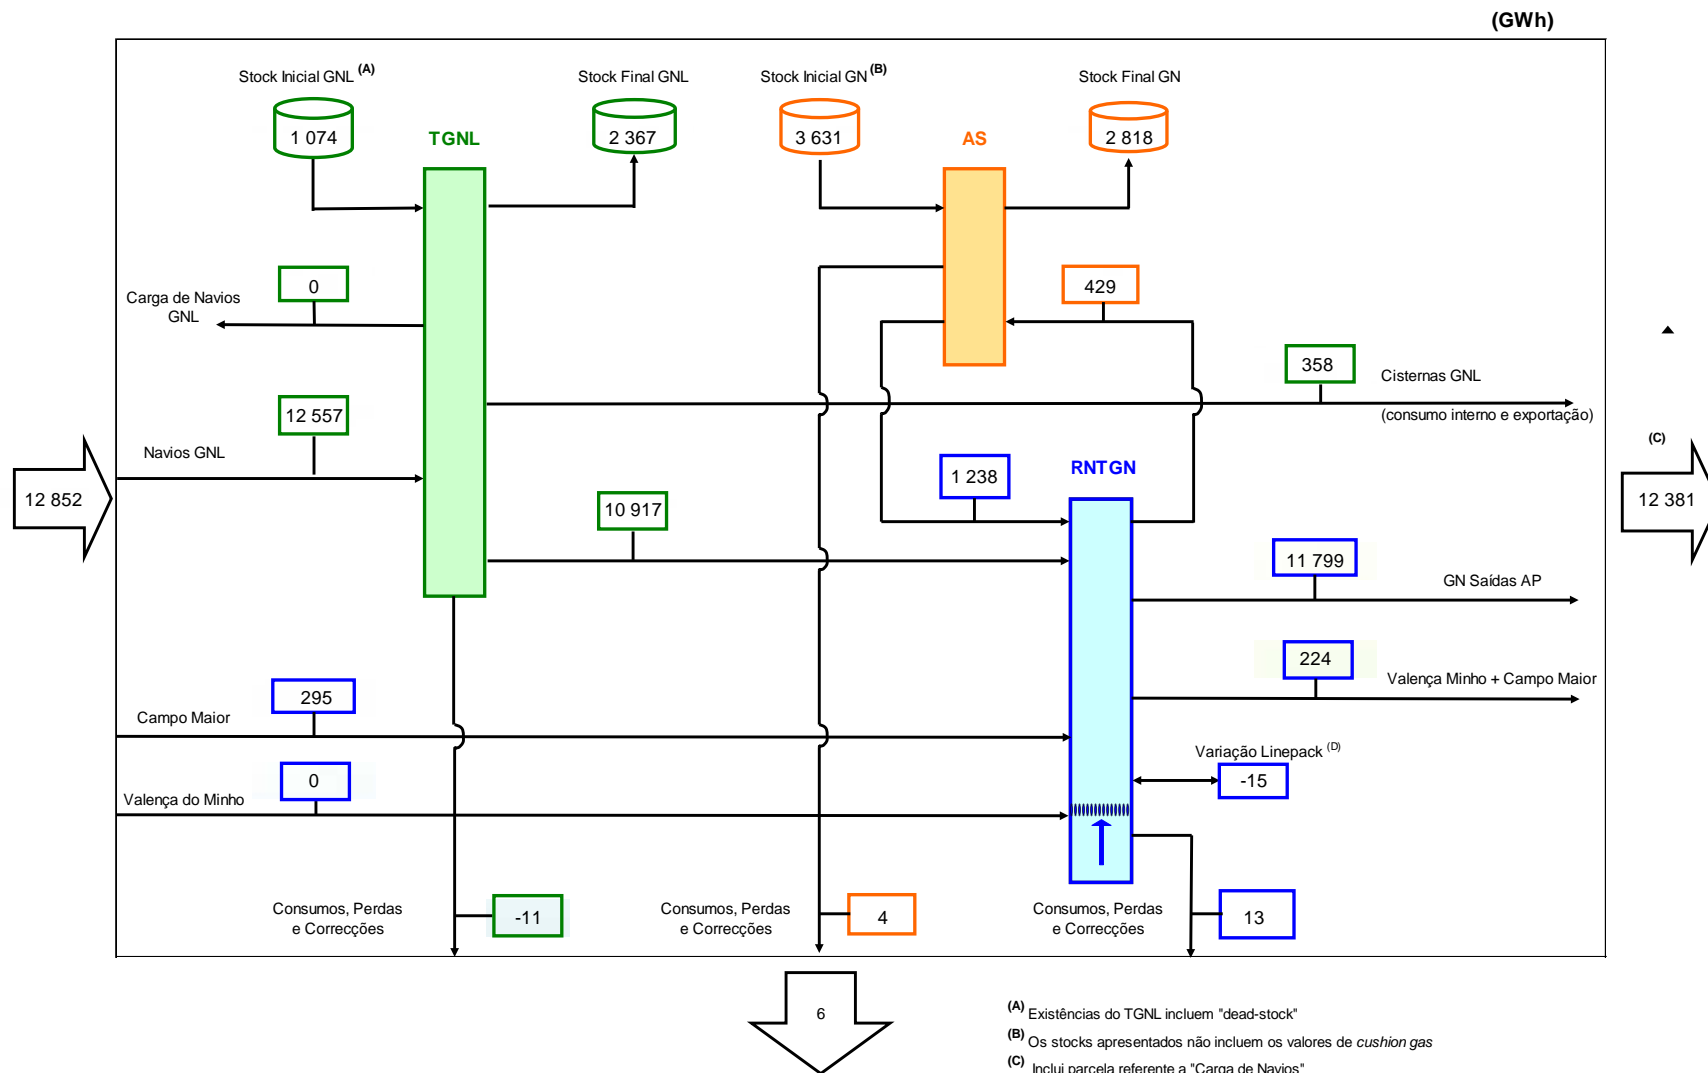 (GWh)
Stock Inicial GNL (A)
Stock Final GNL
Stock Inicial GN (B)
Stock Final GN
1 074
TGNL
2 367
3 631
AS
2 818
0
Carga de Navios
GNL
429
358
Cisternas GNL
(consumo interno e exportação)
12 557
Navios GNL
12 852
1 238
RNTGN
(C)
12 381
10 917
11 799
GN Saídas AP
224
Valença Minho + Campo Maior
295
Campo Maior
Variação Linepack (D)
-15
0
Valença do Minho
Consumos, Perdas
e Correcções
-11
Consumos, Perdas
e Correcções
4
Consumos, Perdas
e Correcções
13
6
(A) Existências do TGNL incluem "dead-stock"
(B) Os stocks apresentados não incluem os valores de cushion gas
(C) Inclui parcela referente a "Carga de Navios"